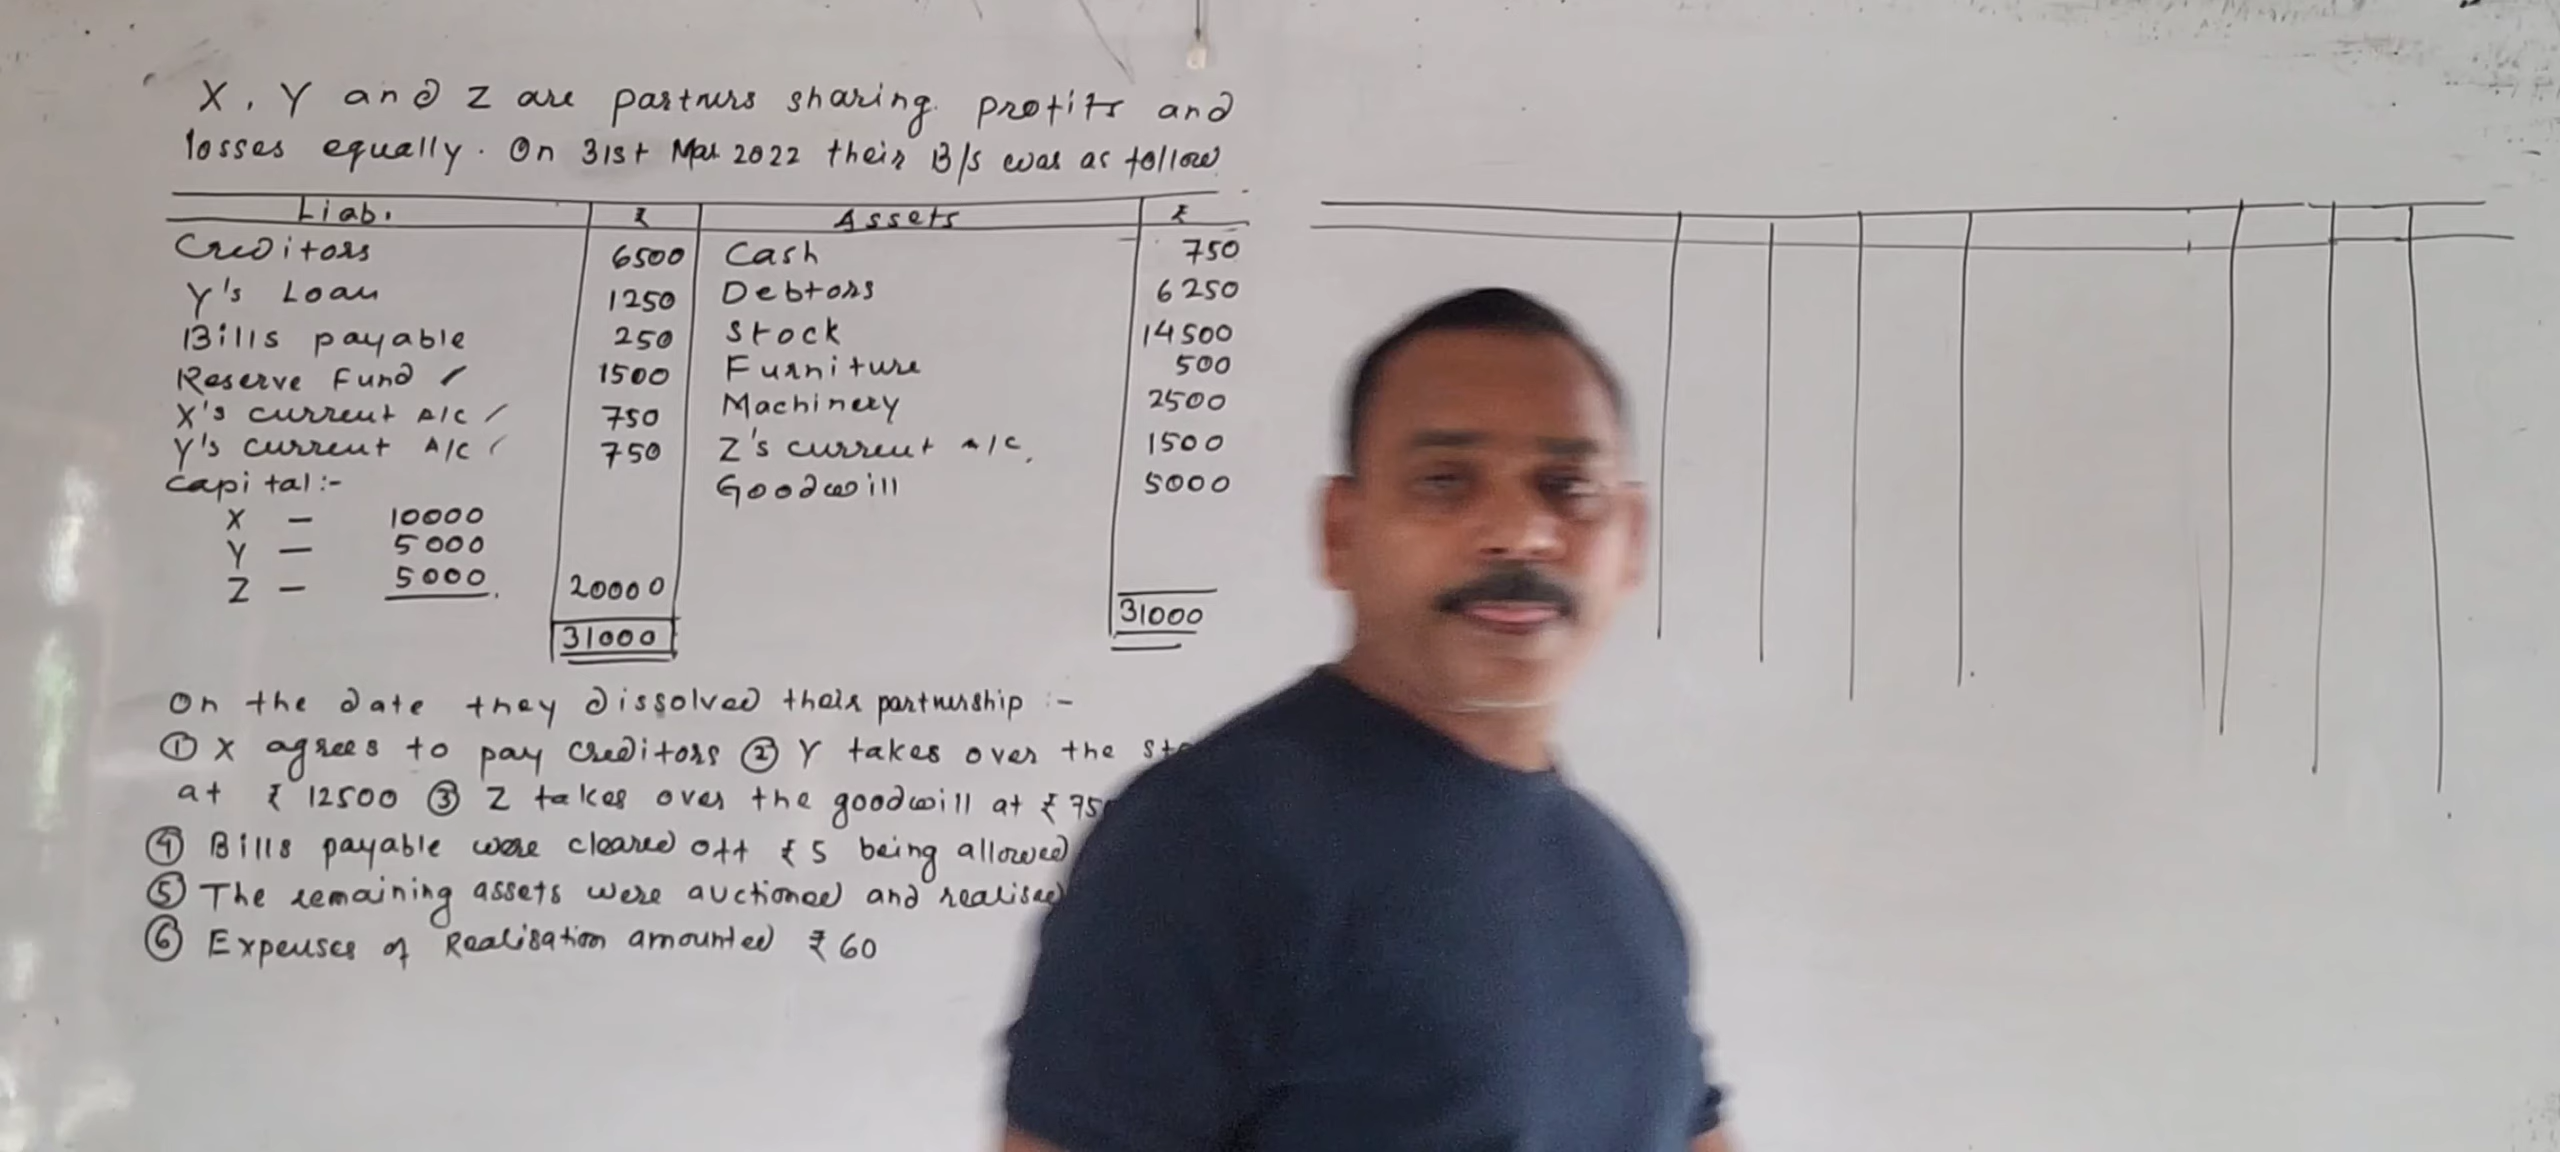 X, Y and Z are partners sharing profits and
losses equally. On 31st Mar 2022 their B/s was as follow
Liab. ₹ Assets ₹
Creditors 6500 Cash 750
Y's Loan 1250 Debtors 6250
Bills payable 250 Stock 14500
Reserve Fund 1500 Furniture 500
X's current A/c 750 Machinery 2500
Y's current A/c 750 Z's current A/c. 1500
Capital:- Goodwill 5000
X — 10000
Y — 5000
Z — 5000 20000
31000 31000
On the date they dissolved their partnership :-
① X agrees to pay creditors ② Y takes over the
at ₹ 12500 ③ Z takes over the goodwill at ₹
④ Bills payable were cleared off ₹5 being allowed
⑤ The remaining assets were auctioned and realised
⑥ Expenses of Realisation amounted ₹ 60